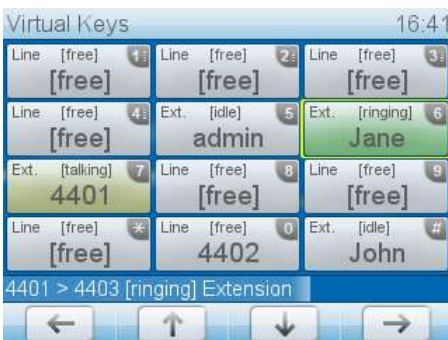 Virtual Keys 16:41
Line [free] 1 Line [free] 2 Line [free] 3
[free] [free] [free]
Line [free] 4 Ext. [idle] 5 Ext. [ringing] 6
[free] admin Jane
Ext. [talking] 7 Line [free] 8 Line [free] 9
4401 [free] [free]
Line [free] * Line [free] 0 Ext. [idle] #
[free] 4402 John
4401 > 4403 [ringing] Extension